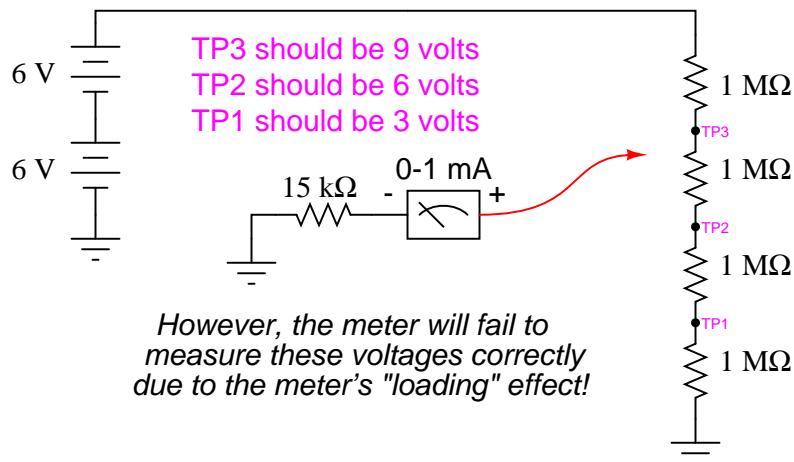 TP3 should be 9 volts
TP2 should be 6 volts
TP1 should be 3 volts
6 V
6 V
1 MΩ
TP3
1 MΩ
TP2
1 MΩ
TP1
1 MΩ
15 kΩ
-
0-1 mA
+
However, the meter will fail to
measure these voltages correctly
due to the meter's "loading" effect!